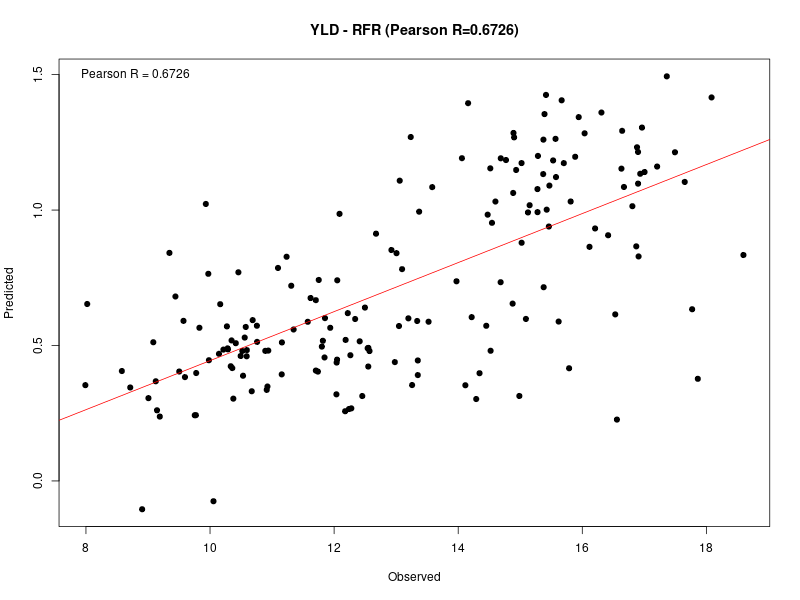 YLD - RFR (Pearson R=0.6726)
Pearson R = 0.6726
1.5
1.0
0.5
0.0
Predicted
8 10 12 14 16 18
Observed